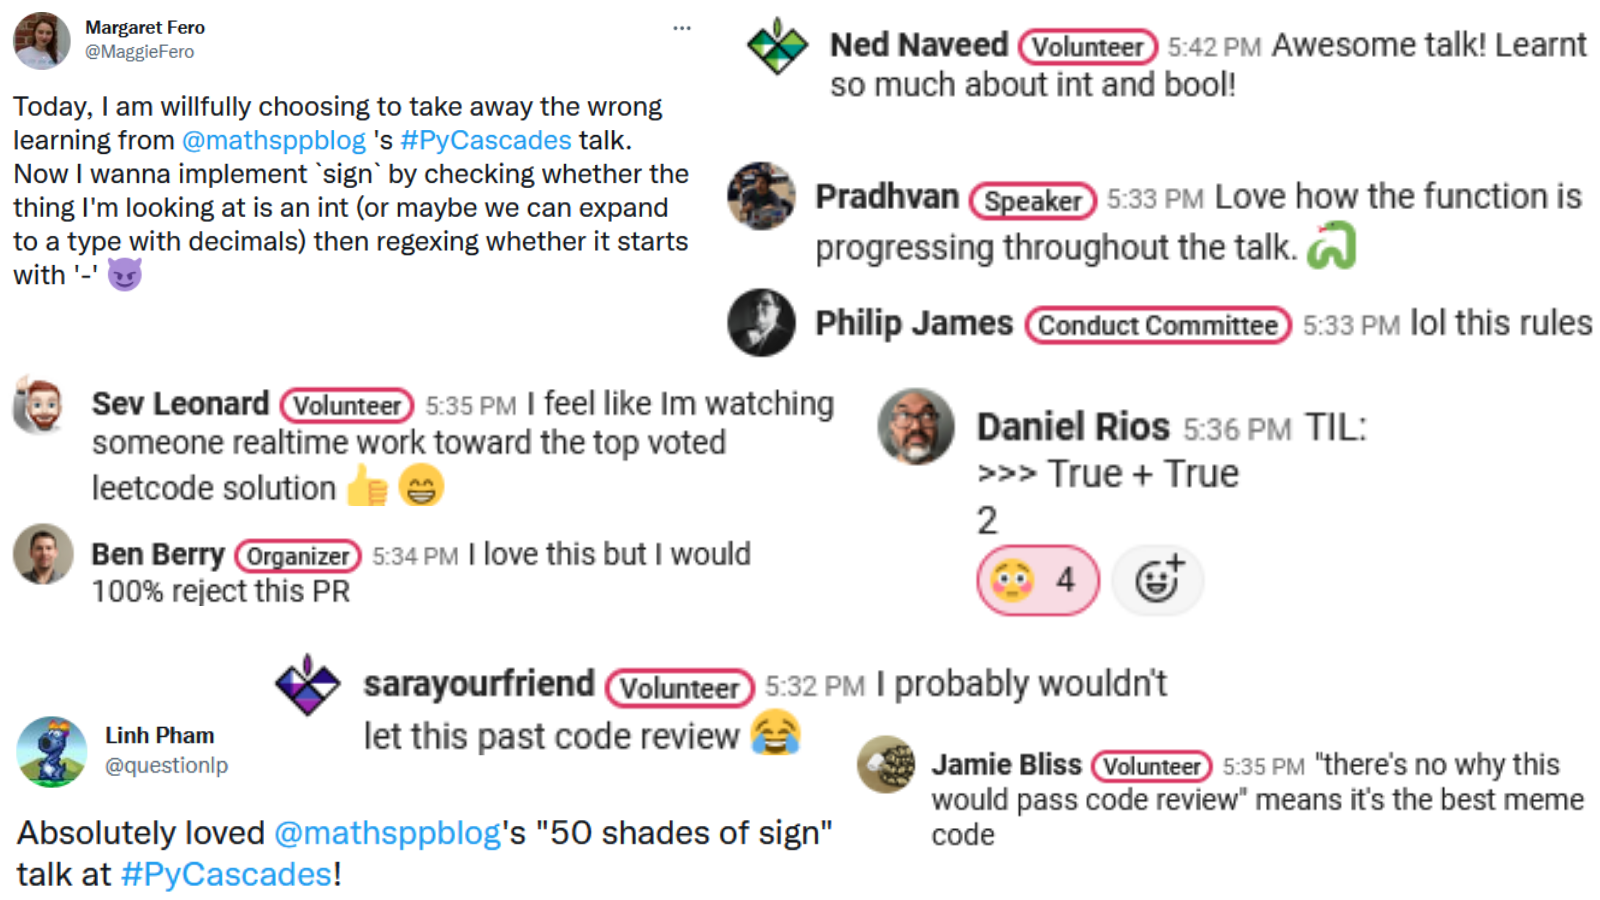 Margaret Fero
@MaggieFero
Today, I am willfully choosing to take away the wrong
learning from @mathsppblog 's #PyCascades talk.
Now I wanna implement `sign` by checking whether the
thing I'm looking at is an int (or maybe we can expand
to a type with decimals) then regexing whether it starts
with '-' 😈
Ned Naveed Volunteer 5:42 PM Awesome talk! Learnt
so much about int and bool!
Pradhvan Speaker 5:33 PM Love how the function is
progressing throughout the talk. 🐍
Philip James Conduct Committee 5:33 PM lol this rules
Sev Leonard Volunteer 5:35 PM I feel like Im watching
someone realtime work toward the top voted
leetcode solution 👍 😁
Daniel Rios 5:36 PM TIL:
>>> True + True
2
😳 4
Ben Berry Organizer 5:34 PM I love this but I would
100% reject this PR
sarayourfriend Volunteer 5:32 PM I probably wouldn't
let this past code review 😂
Linh Pham
@questionlp
Absolutely loved @mathsppblog's "50 shades of sign"
talk at #PyCascades!
Jamie Bliss Volunteer 5:35 PM "there's no why this
would pass code review" means it's the best meme
code